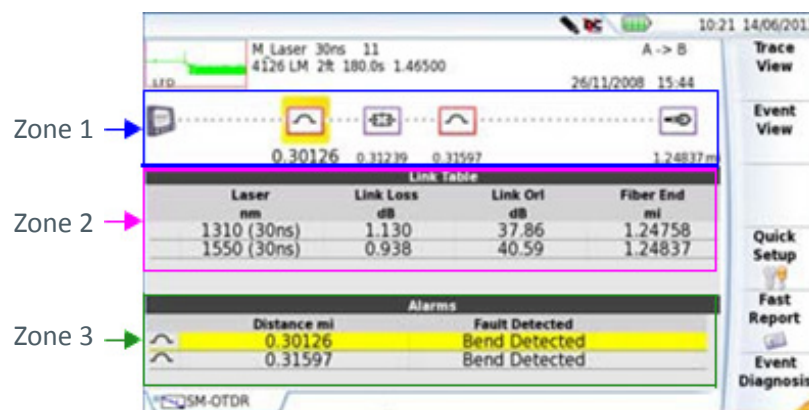 10:21 14/06/201
M_Laser 30ns 11
4126 LM 2ft 180.0s 1.46500
A -> B
26/11/2008 15:44
LFD
Trace View
Zone 1
0.30126 0.31239 0.31597 1.24837 mi
Event View
Zone 2
Link Table
Laser Link Loss Link Orl Fiber End
nm dB dB mi
1310 (30ns) 1.130 37.86 1.24758
1550 (30ns) 0.938 40.59 1.24837
Quick Setup
Zone 3
Alarms
Distance mi Fault Detected
0.30126 Bend Detected
0.31597 Bend Detected
Fast Report
Event Diagnosis
SM-OTDR